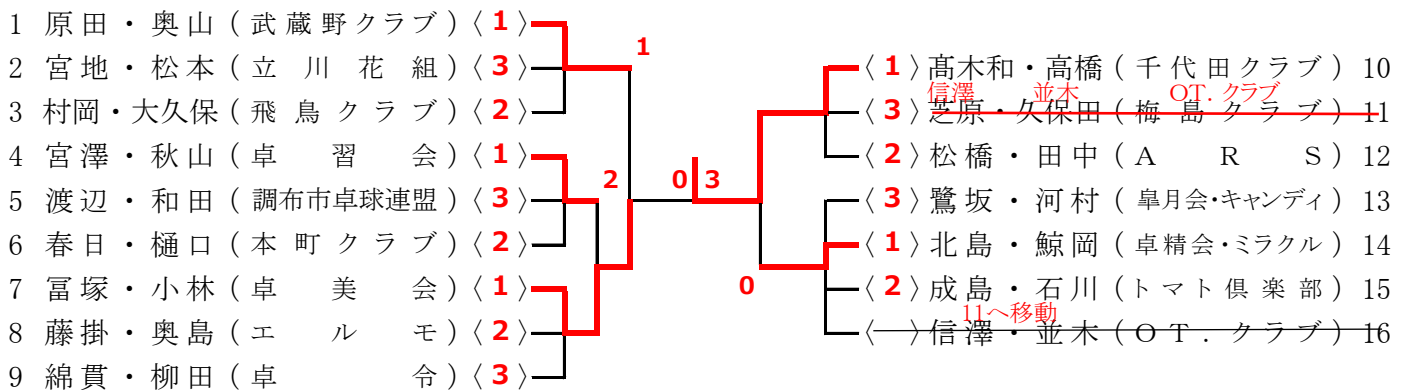 1 原田・奥山(武蔵野クラブ)〈1〉
2 宮地・松本(立川花組)〈3〉
3 村岡・大久保(飛鳥クラブ)〈2〉
4 宮澤・秋山(卓習会)〈1〉
5 渡辺・和田(調布市卓球連盟)〈3〉
6 春日・樋口(本町クラブ)〈2〉
7 冨塚・小林(卓美会)〈1〉
8 藤掛・奥島(エルモ)〈2〉
9 綿貫・柳田(卓令)〈3〉
1
2
0 3
0
〈1〉髙木和・高橋(千代田クラブ) 10
信澤 並木 OT.クラブ
〈3〉芝原・久保田(梅島クラブ) 11
〈2〉松橋・田中(ARS) 12
〈3〉鷺坂・河村(皐月会・キャンディ) 13
〈1〉北島・鯨岡(卓精会・ミラクル) 14
〈2〉成島・石川(トマト倶楽部) 15
11へ移動
〈 〉信澤・並木(OT.クラブ) 16